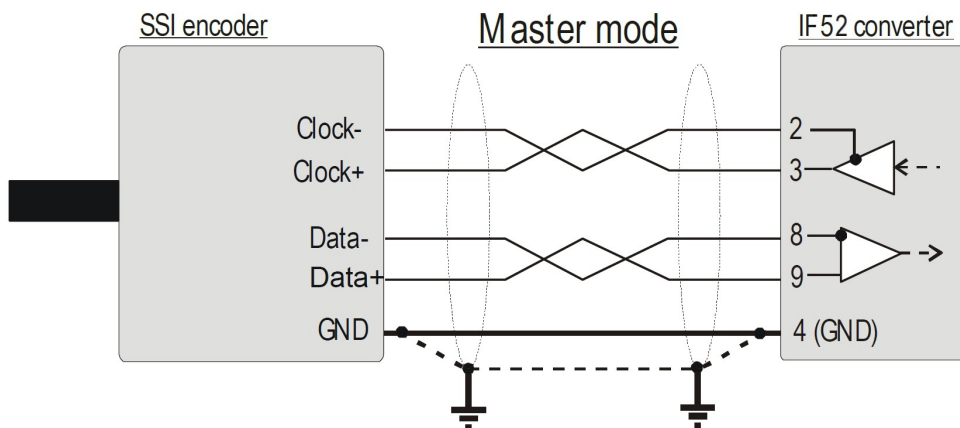 SSI encoder
Master mode
IF52 converter
Clock-
Clock+
Data-
Data+
GND
2
3
8
9
4 (GND)